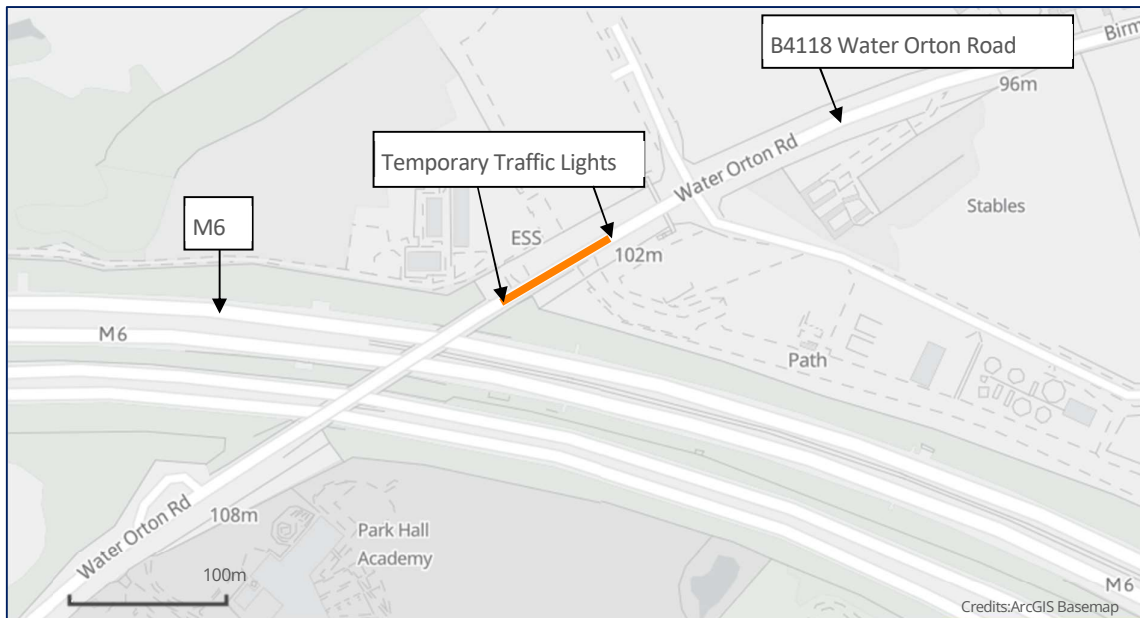 B4118 Water Orton Road
Birm
96m
Temporary Traffic Lights
Water Orton Rd
M6
ESS
Stables
102m
M6
Path
Water Orton Rd
108m
Park Hall
Academy
100m
M6
Credits:ArcGIS Basemap